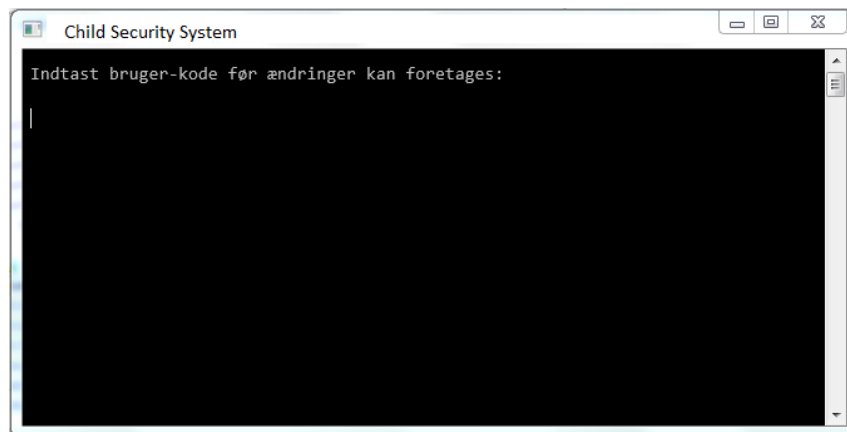 Child Security System
Indtast bruger-kode før ændringer kan foretages: